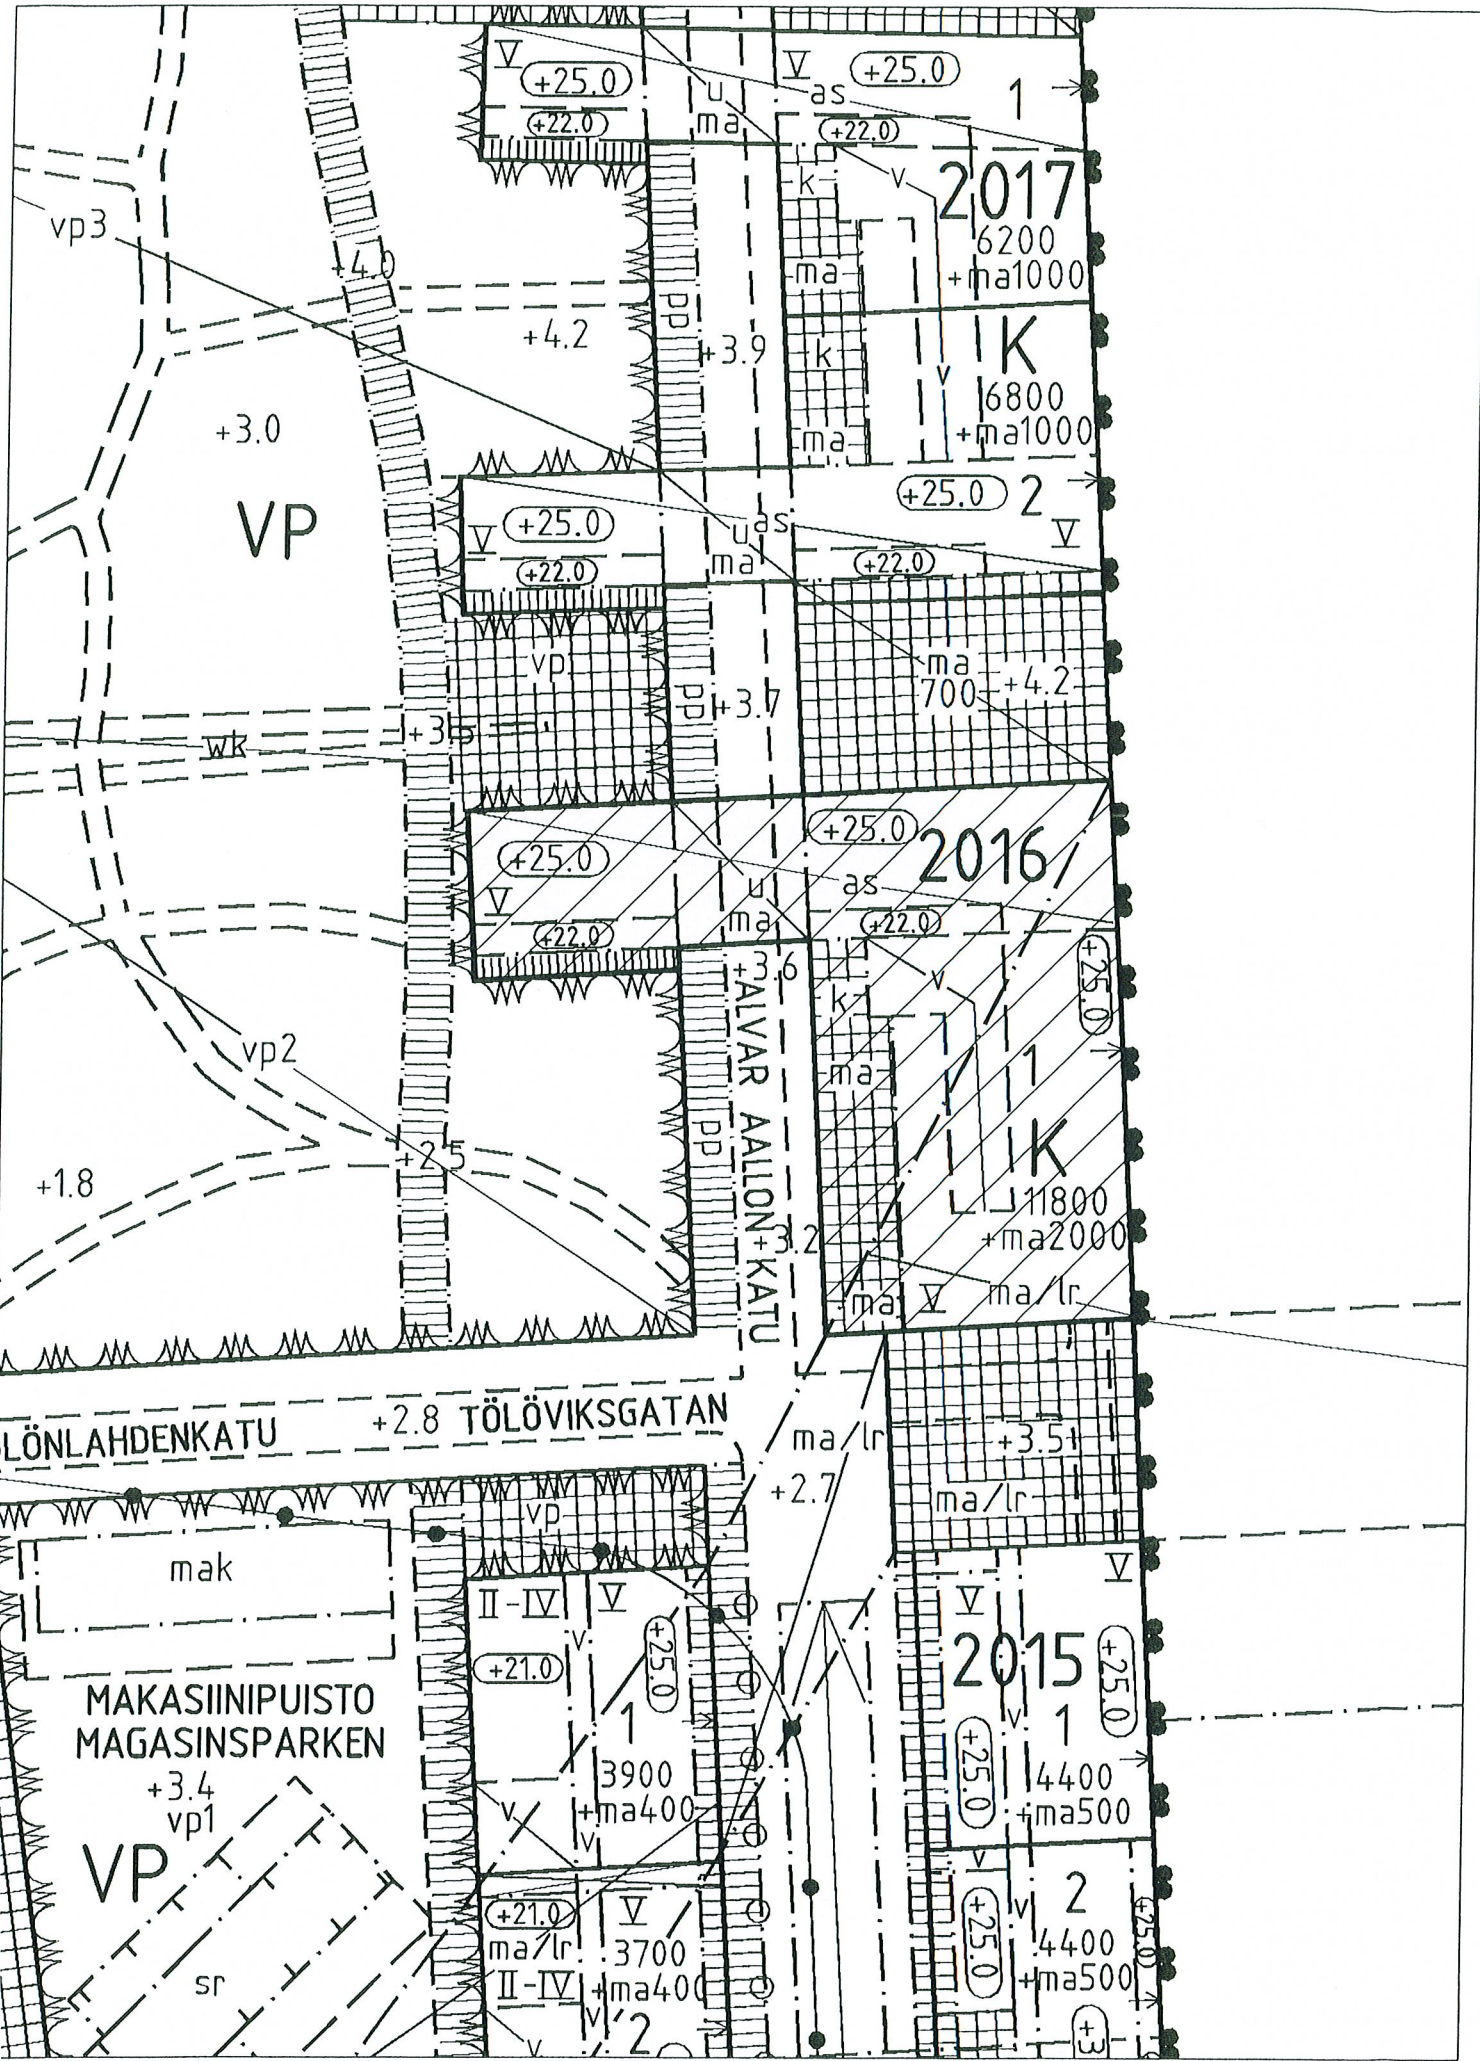 V
+25.0
+22.0
u
ma
V
+25.0
as
1
+22.0
k
v
2017
6200
+ma1000
vp3
+4.0
ma
pp
+4.2
+3.9
k
K
v
6800
+ma1000
ma
+3.0
VP
+25.0
2
V
V
+25.0
u
as
ma
+22.0
+22.0
vp
ma
700
+4.2
pp
+3.7
wk
+3.5
+25.0
2016
+25.0
V
u
ma
as
+22.0
+22.0
+25.0
+3.6
k
v
ALVAR AALLON KATU
vp2
ma
1
pp
K
+2.5
+1.8
11800
+ma2000
+3.2
ma
V
ma/lr
LÖNLAHDENKATU
+2.8
TÖLÖVIKSGATAN
ma/lr
+3.5
+2.7
ma/lr
vp
mak
II-IV
V
V
V
+25.0
v
+21.0
2015
+25.0
1
v
1
+25.0
MAKASIINIPUISTO
MAGASINSPARKEN
3900
+ma400
4400
+ma500
+3.4
vp1
v
v
VP
v
2
+21.0
V
+25.0
v
+25.0
ma/lr
3700
4400
II-IV
+ma400
+ma500
sr
v
2
v
+3